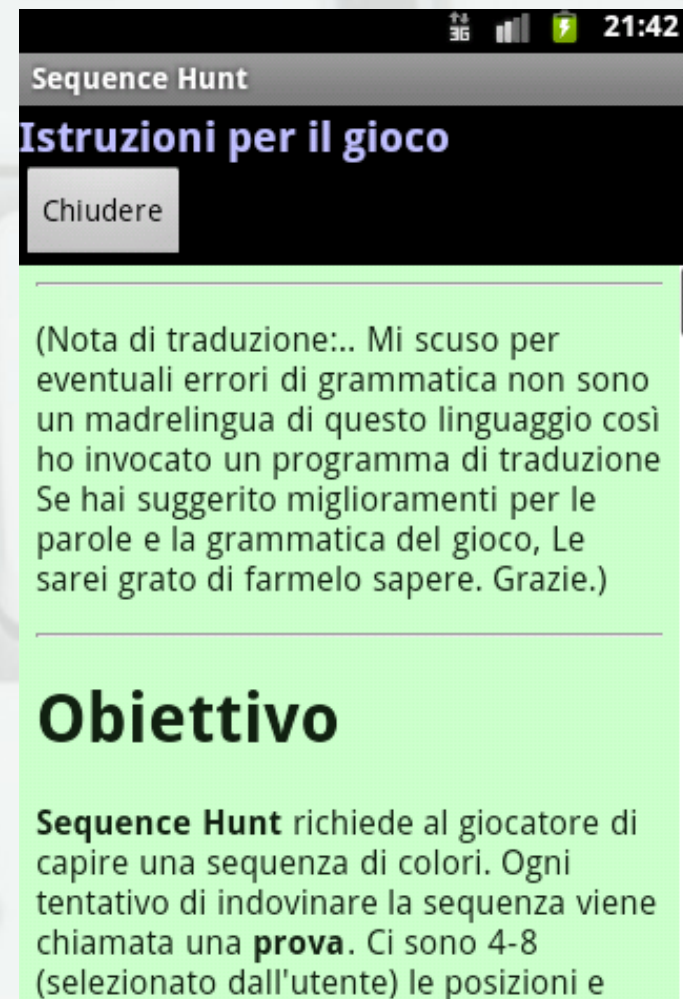 3G 21:42
Sequence Hunt
Istruzioni per il gioco
Chiudere
(Nota di traduzione:.. Mi scuso per
eventuali errori di grammatica non sono
un madrelingua di questo linguaggio così
ho invocato un programma di traduzione
Se hai suggerito miglioramenti per le
parole e la grammatica del gioco, Le
sarei grato di farmelo sapere. Grazie.)
Obiettivo
Sequence Hunt richiede al giocatore di
capire una sequenza di colori. Ogni
tentativo di indovinare la sequenza viene
chiamata una prova. Ci sono 4-8
(selezionato dall'utente) le posizioni e